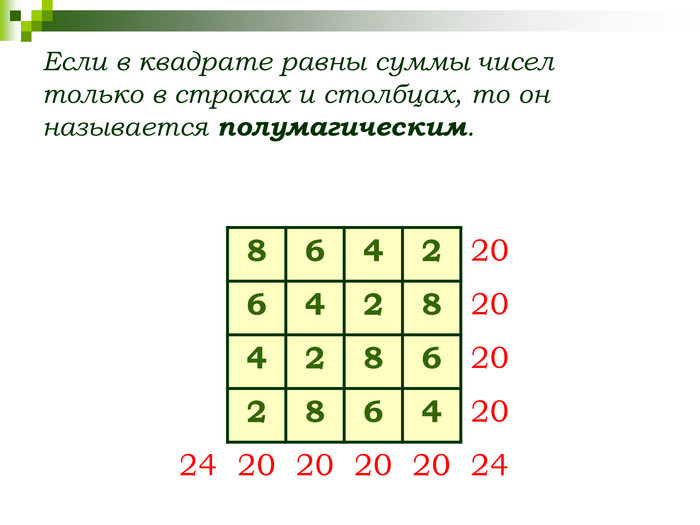 Если в квадрате равны суммы чисел
только в строках и столбцах, то он
называется полумагическим.
8 6 4 2 20
6 4 2 8 20
4 2 8 6 20
2 8 6 4 20
24 20 20 20 20 24